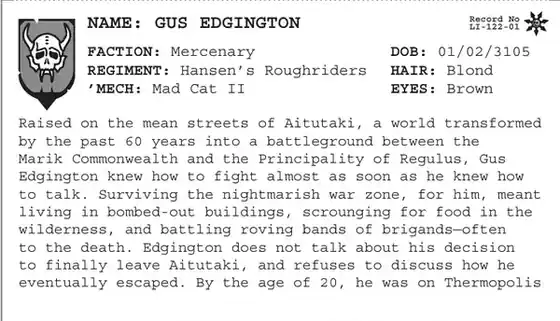 NAME: GUS EDGINGTON
Record No
LI-122-01
FACTION: Mercenary
DOB: 01/02/3105
REGIMENT: Hansen's Roughriders
HAIR: Blond
’MECH: Mad Cat II
EYES: Brown
Raised on the mean streets of Aitutaki, a world transformed
by the past 60 years into a battleground between the
Marik Commonwealth and the Principality of Regulus, Gus
Edgington knew how to fight almost as soon as he knew how
to talk. Surviving the nightmarish war zone, for him, meant
living in bombed-out buildings, scrounging for food in the
wilderness, and battling roving bands of brigands—often
to the death. Edgington does not talk about his decision
to finally leave Aitutaki, and refuses to discuss how he
eventually escaped. By the age of 20, he was on Thermopolis